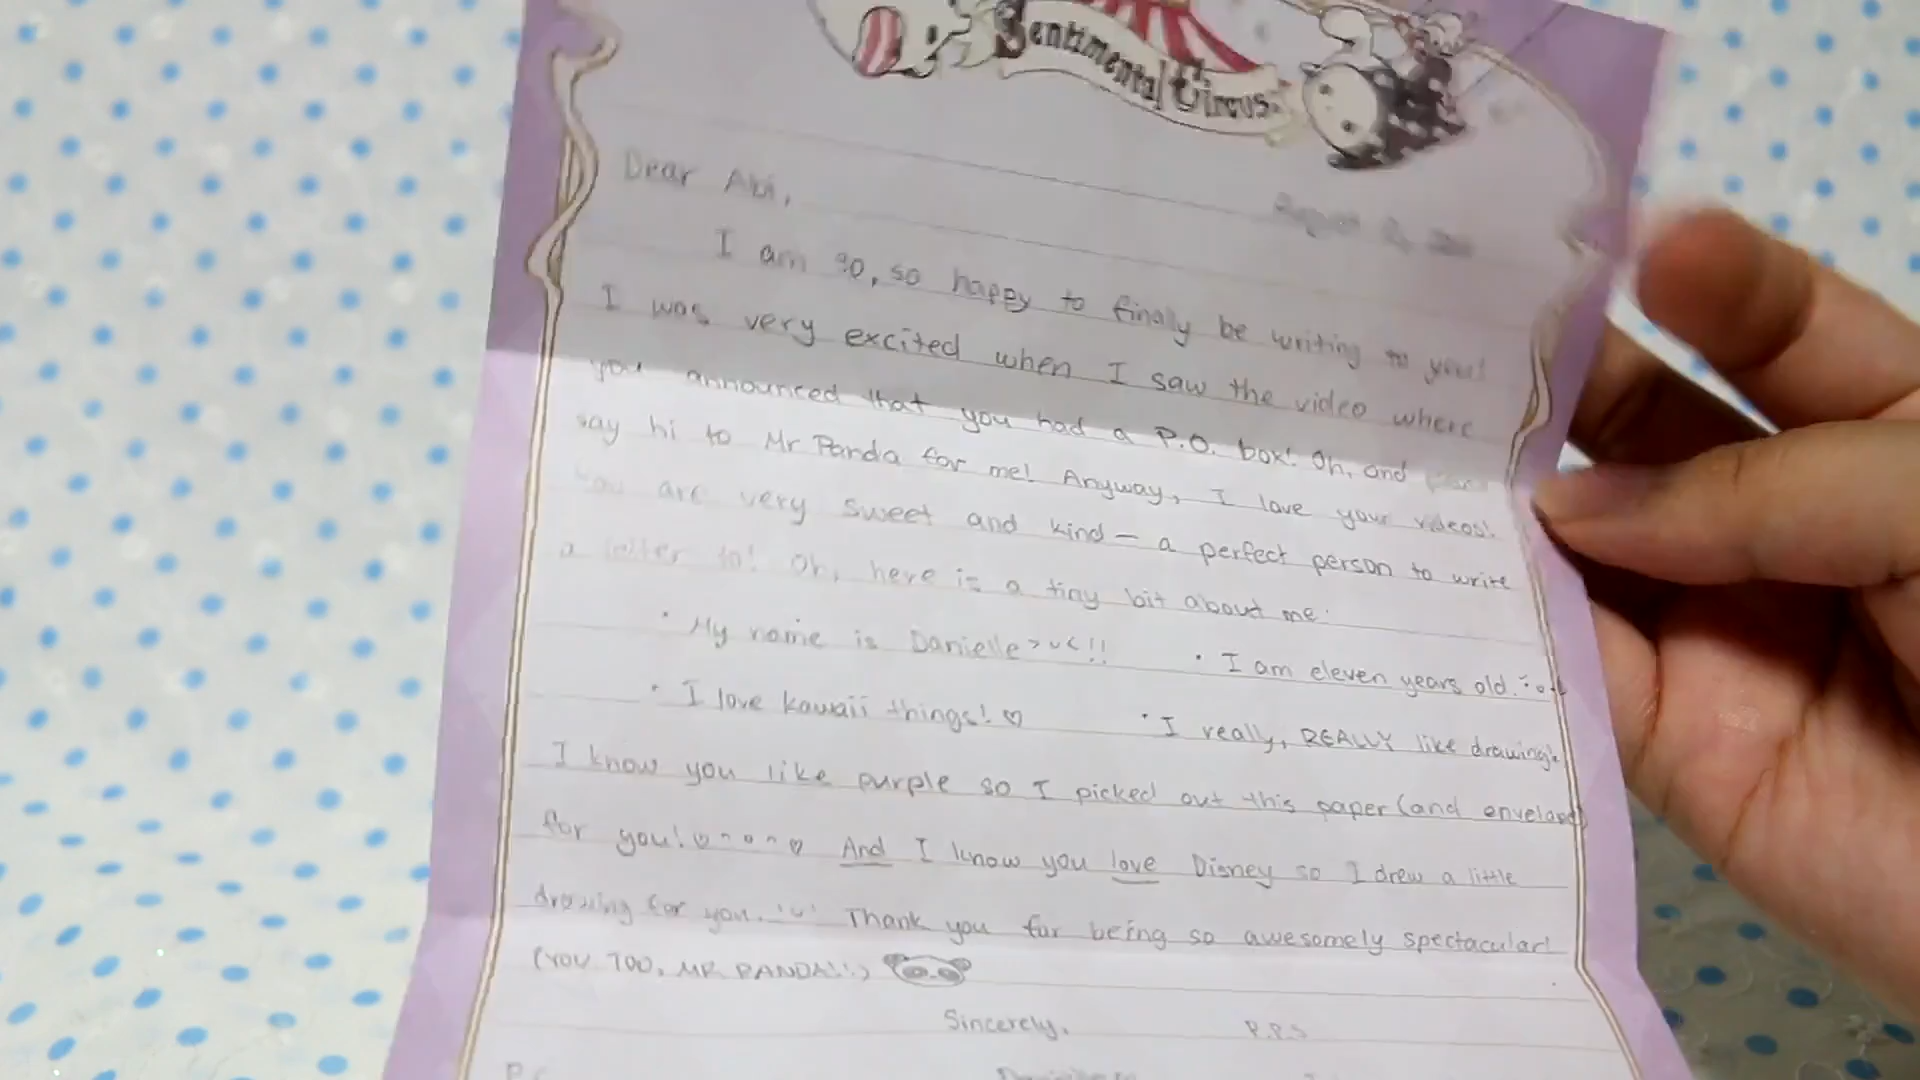 Sentimental Circus
Dear Abi,
I am so, so happy to finally be writing to you!
I was very excited when I saw the video where
you announced that you had a P.O. box! Oh, and
say hi to Mr Panda for me! Anyway, I love your videos!
You are very sweet and kind — a perfect person to write
a letter to! Oh, here is a tiny bit about me:
• My name is Danielle >u<!! • I am eleven years old.
• I love kawaii things! ♡ • I really, REALLY like drawing!
I know you like purple so I picked out this paper (and envelope)
for you! ♡^o^♡ And I know you love Disney so I drew a little
drawing for you. 'u' Thank you for being so awesomely spectacular!
(YOU TOO, MR PANDA!!)
Sincerely, P.P.S